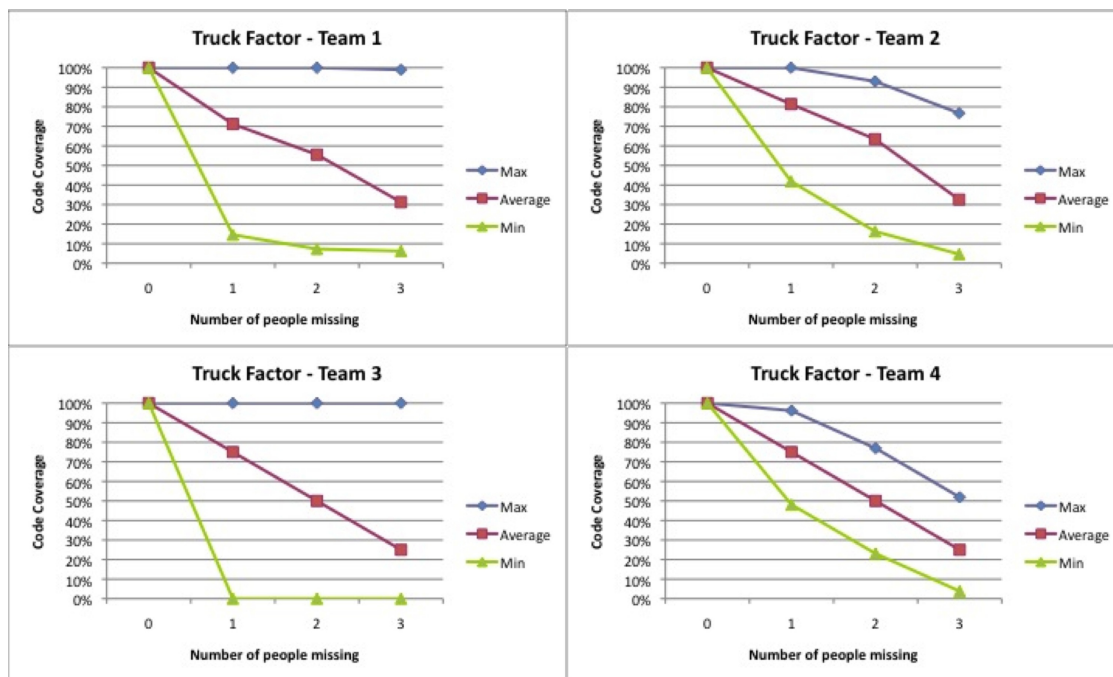 Truck Factor - Team 1
100%
90%
80%
70%
60%
50%
40%
30%
20%
10%
0%
Code Coverage
0 1 2 3
Number of people missing
Max
Average
Min
Truck Factor - Team 2
100%
90%
80%
70%
60%
50%
40%
30%
20%
10%
0%
Code Coverage
0 1 2 3
Number of people missing
Max
Average
Min
Truck Factor - Team 3
100%
90%
80%
70%
60%
50%
40%
30%
20%
10%
0%
Code Coverage
0 1 2 3
Number of people missing
Max
Average
Min
Truck Factor - Team 4
100%
90%
80%
70%
60%
50%
40%
30%
20%
10%
0%
Code Coverage
0 1 2 3
Number of people missing
Max
Average
Min